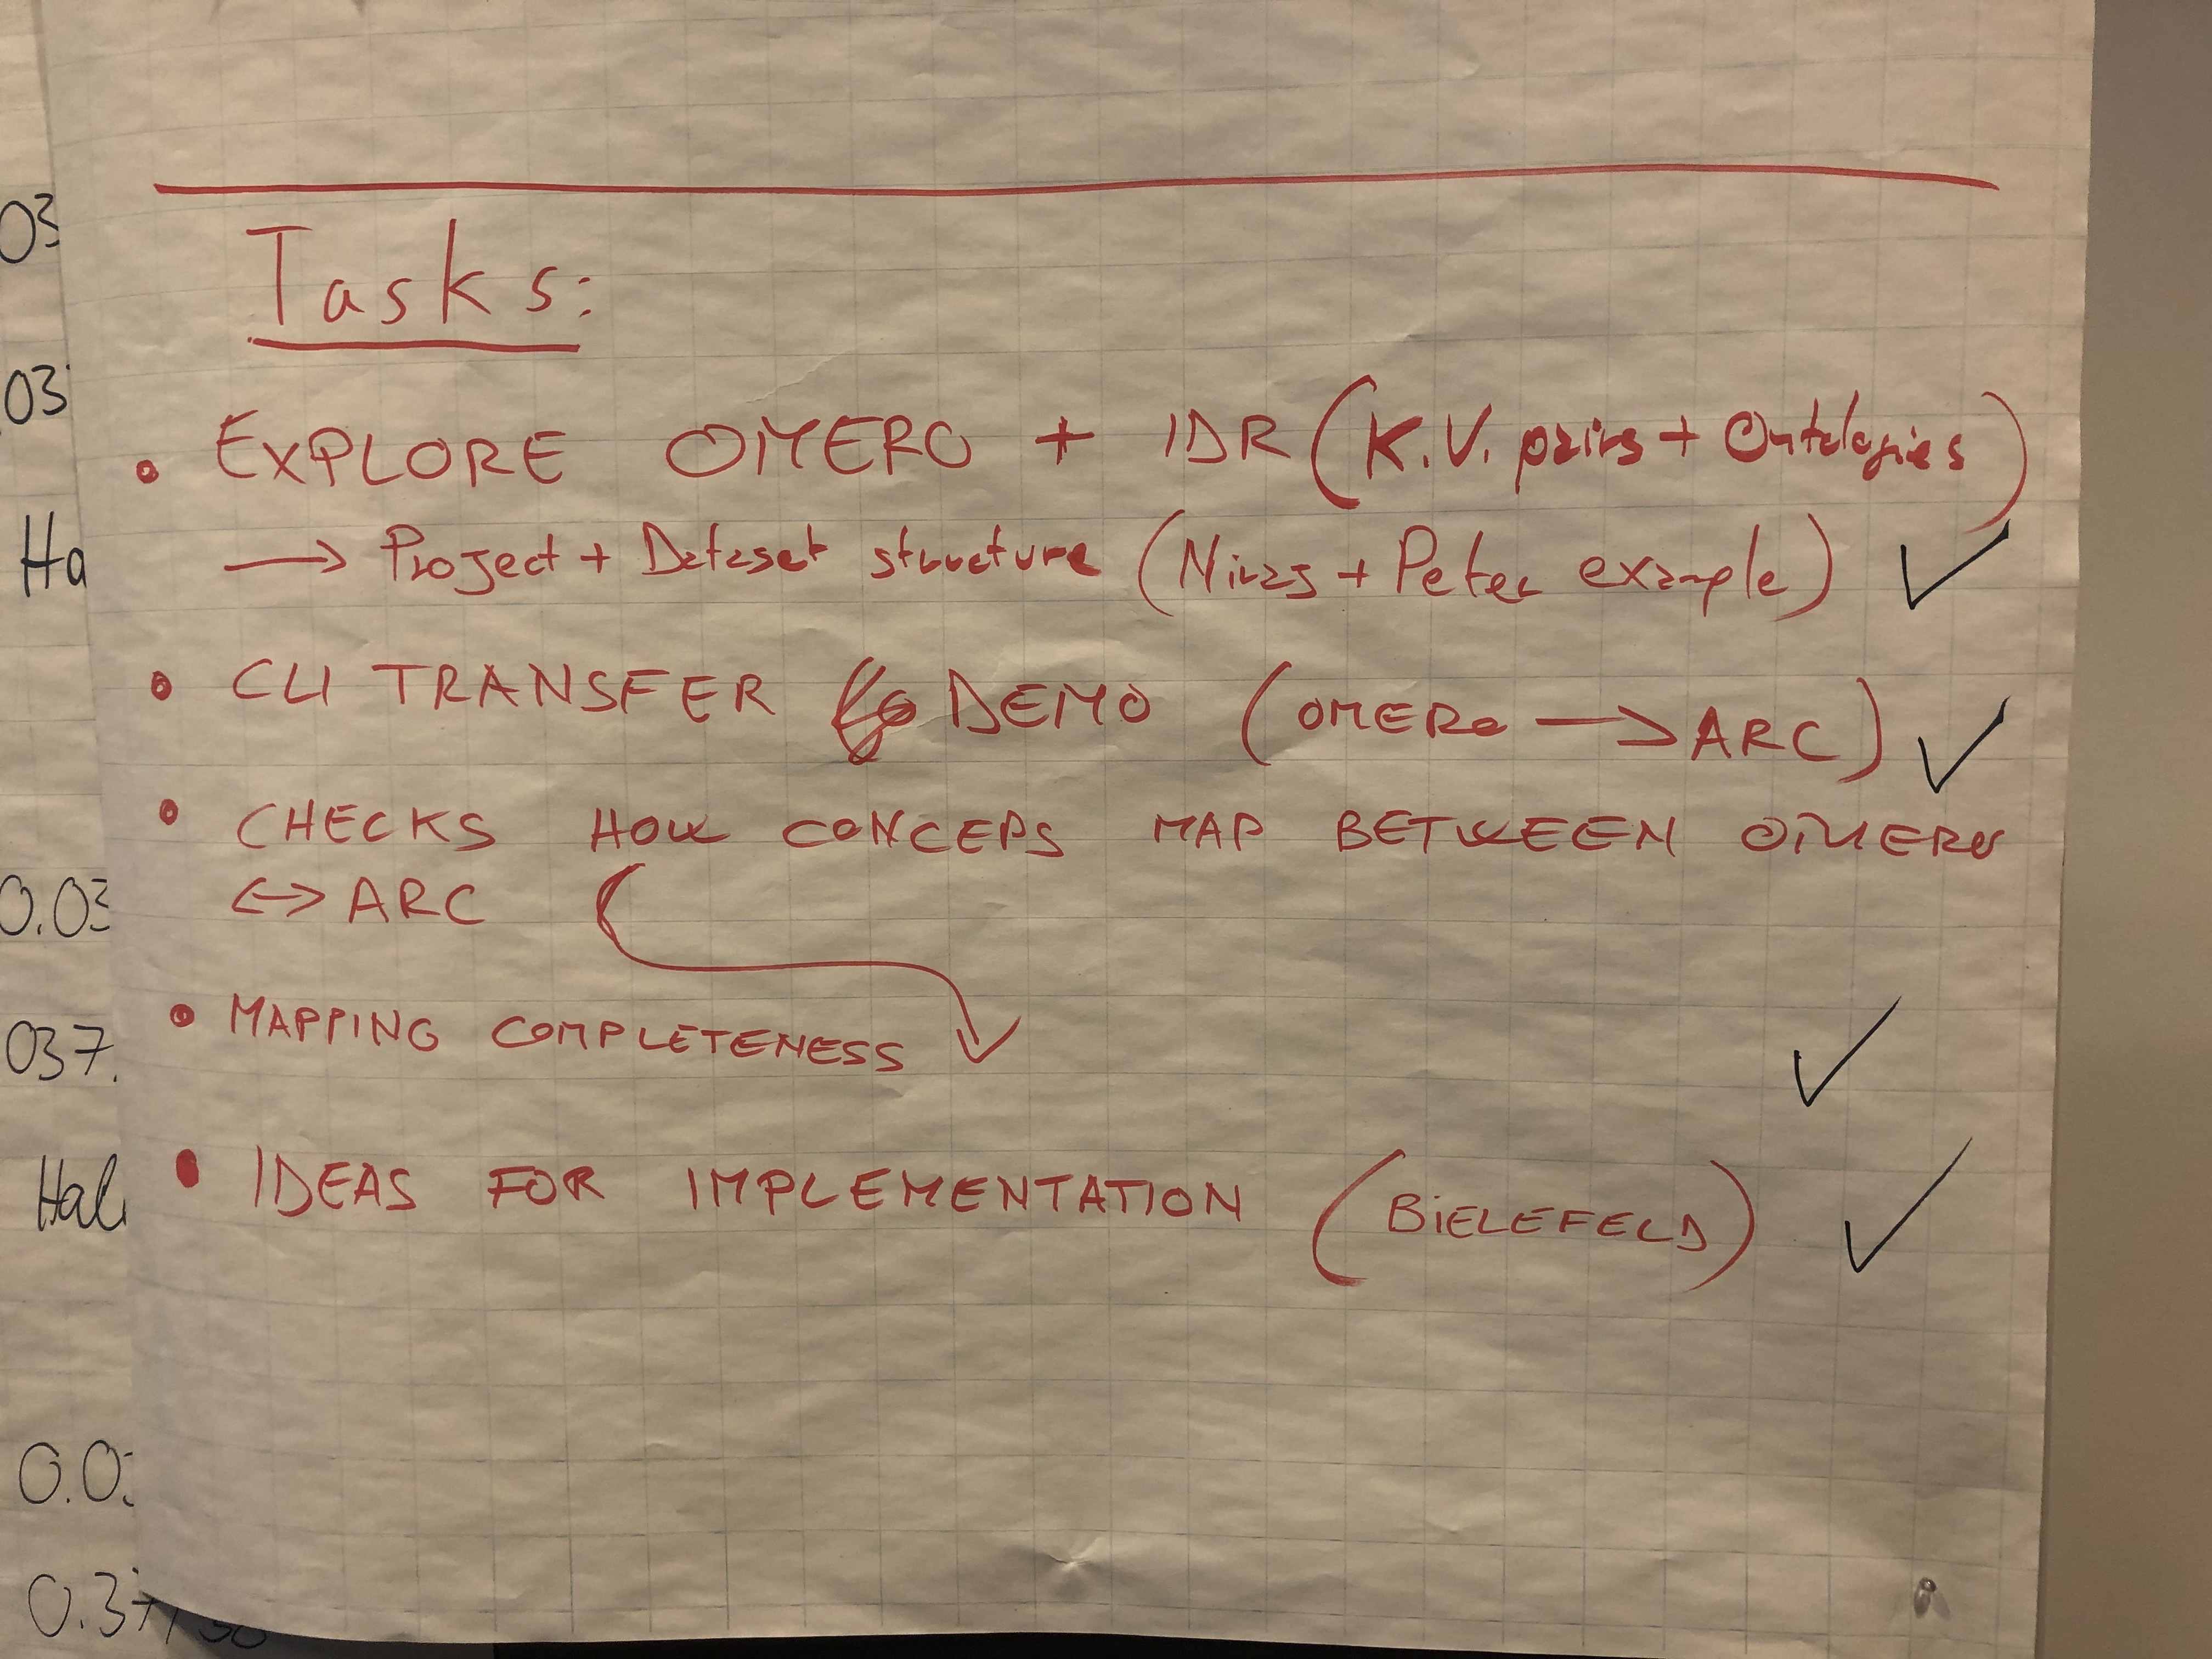 Tasks:
• EXPLORE OMERO + IDR (K.V. pairs + Ontologies)
→ Project + Dataset structure (Niraj + Peter example) ✓
• CLI TRANSFER DEMO (OMERO → ARC) ✓
• CHECKS HOW CONCEPS MAP BETWEEN OMERO
<-> ARC
• MAPPING COMPLETENESS ✓
• IDEAS FOR IMPLEMENTATION (BiELEFELD) ✓
03
03
Ha
0.03
037.
Hal
0.0